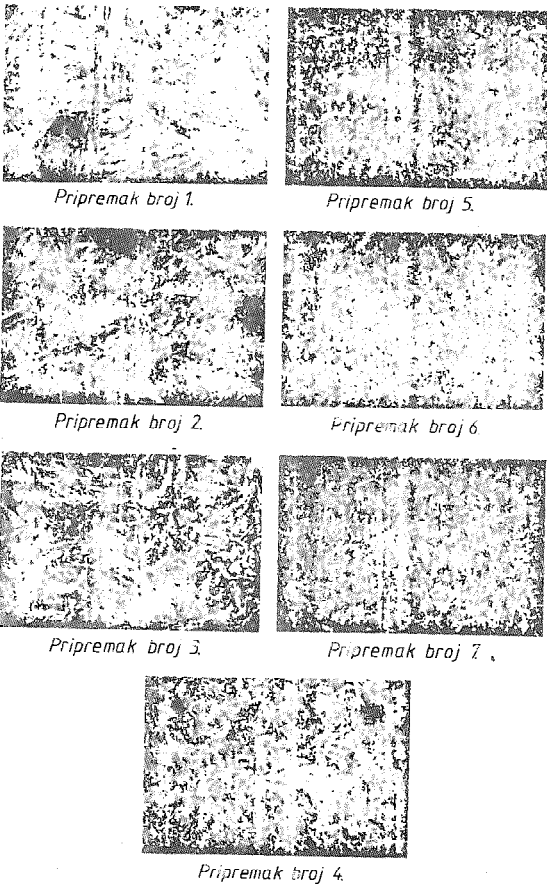 Pripremak broj 1.
Pripremak broj 5.
Pripremak broj 2.
Pripremak broj 6
Pripremak broj 3.
Pripremak broj 7.
Pripremak broj 4.